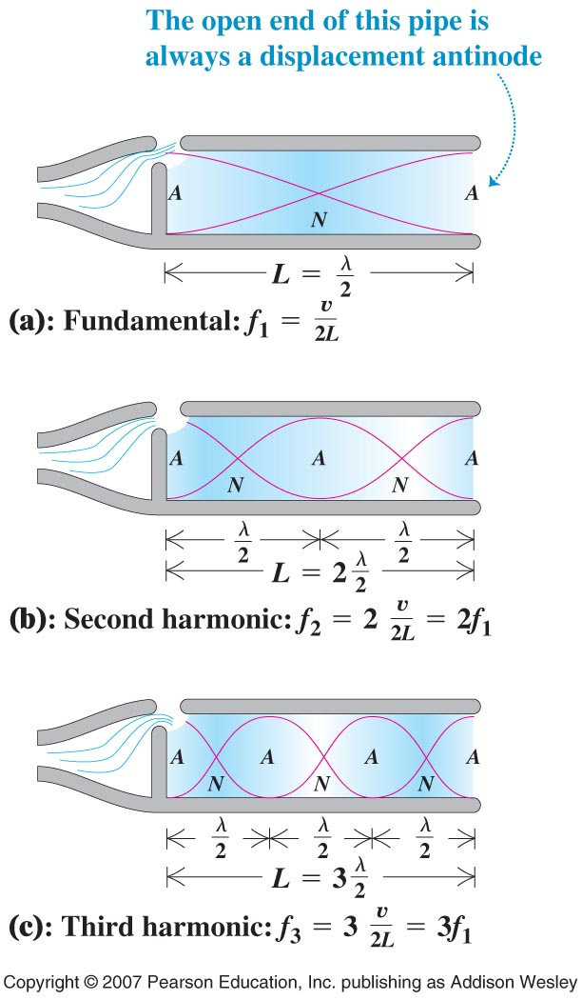 The open end of this pipe is
always a displacement antinode
A A
N
L = λ/2
(a): Fundamental: f₁ = v/2L
A A A
N N
λ/2 λ/2
L = 2 λ/2
(b): Second harmonic: f₂ = 2 v/2L = 2f₁
A A A A
N N N
λ/2 λ/2 λ/2
L = 3 λ/2
(c): Third harmonic: f₃ = 3 v/2L = 3f₁
Copyright © 2007 Pearson Education, Inc. publishing as Addison Wesley